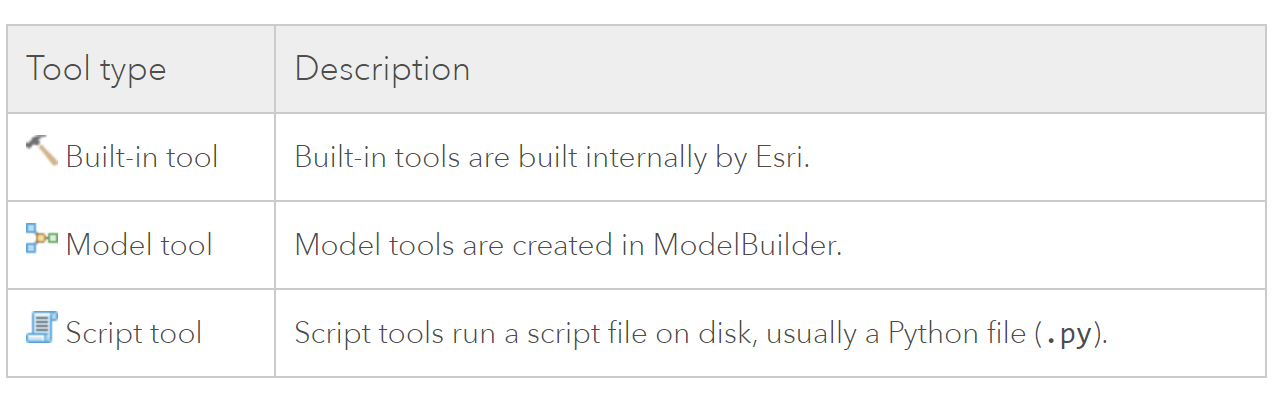 Tool type Description
Built-in tool Built-in tools are built internally by Esri.
Model tool Model tools are created in ModelBuilder.
Script tool Script tools run a script file on disk, usually a Python file (.py).